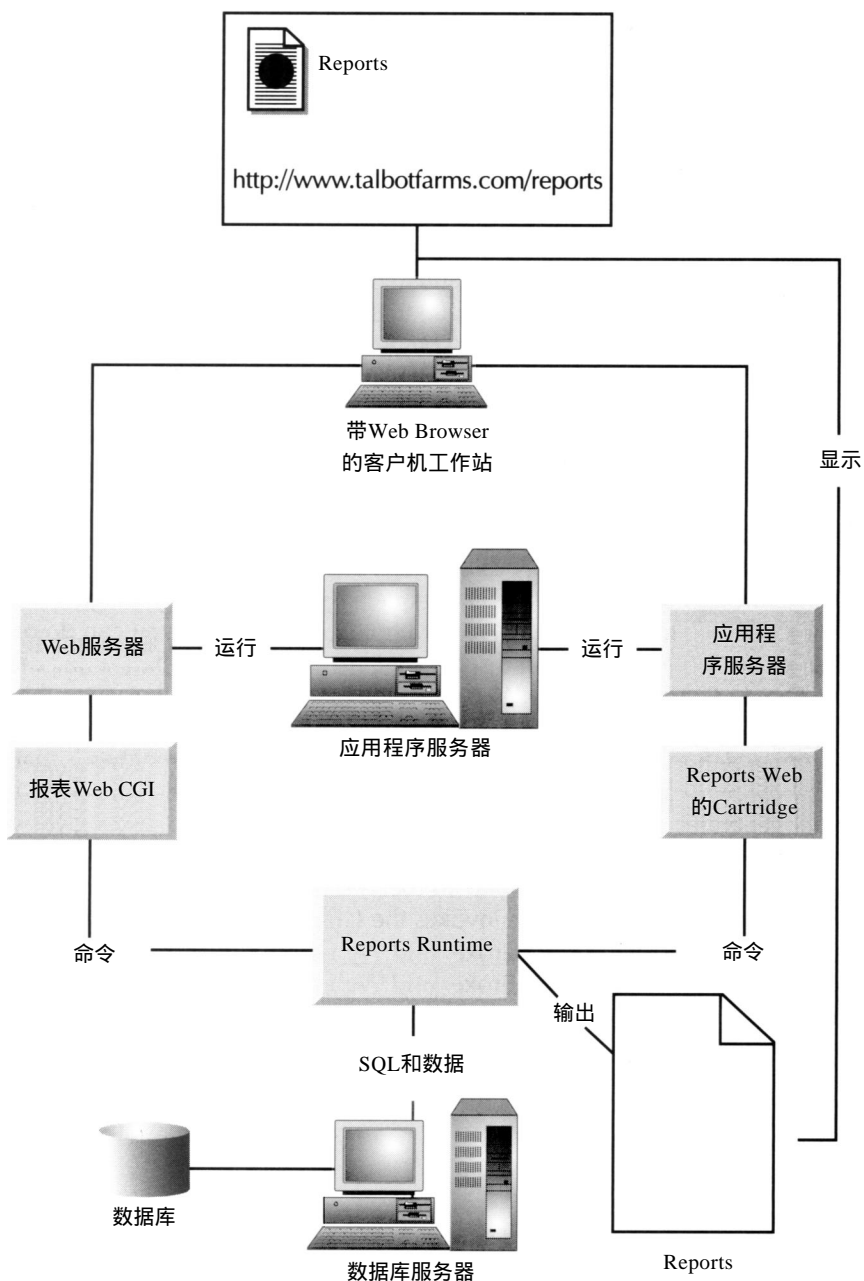 Reports
http://www.talbotfarms.com/reports
带Web Browser
的客户机工作站
显示
Web服务器
运行
运行
应用程
序服务器
应用程序服务器
报表Web CGI
Reports Web
的Cartridge
命令
Reports Runtime
命令
输出
SQL和数据
数据库
数据库服务器
Reports